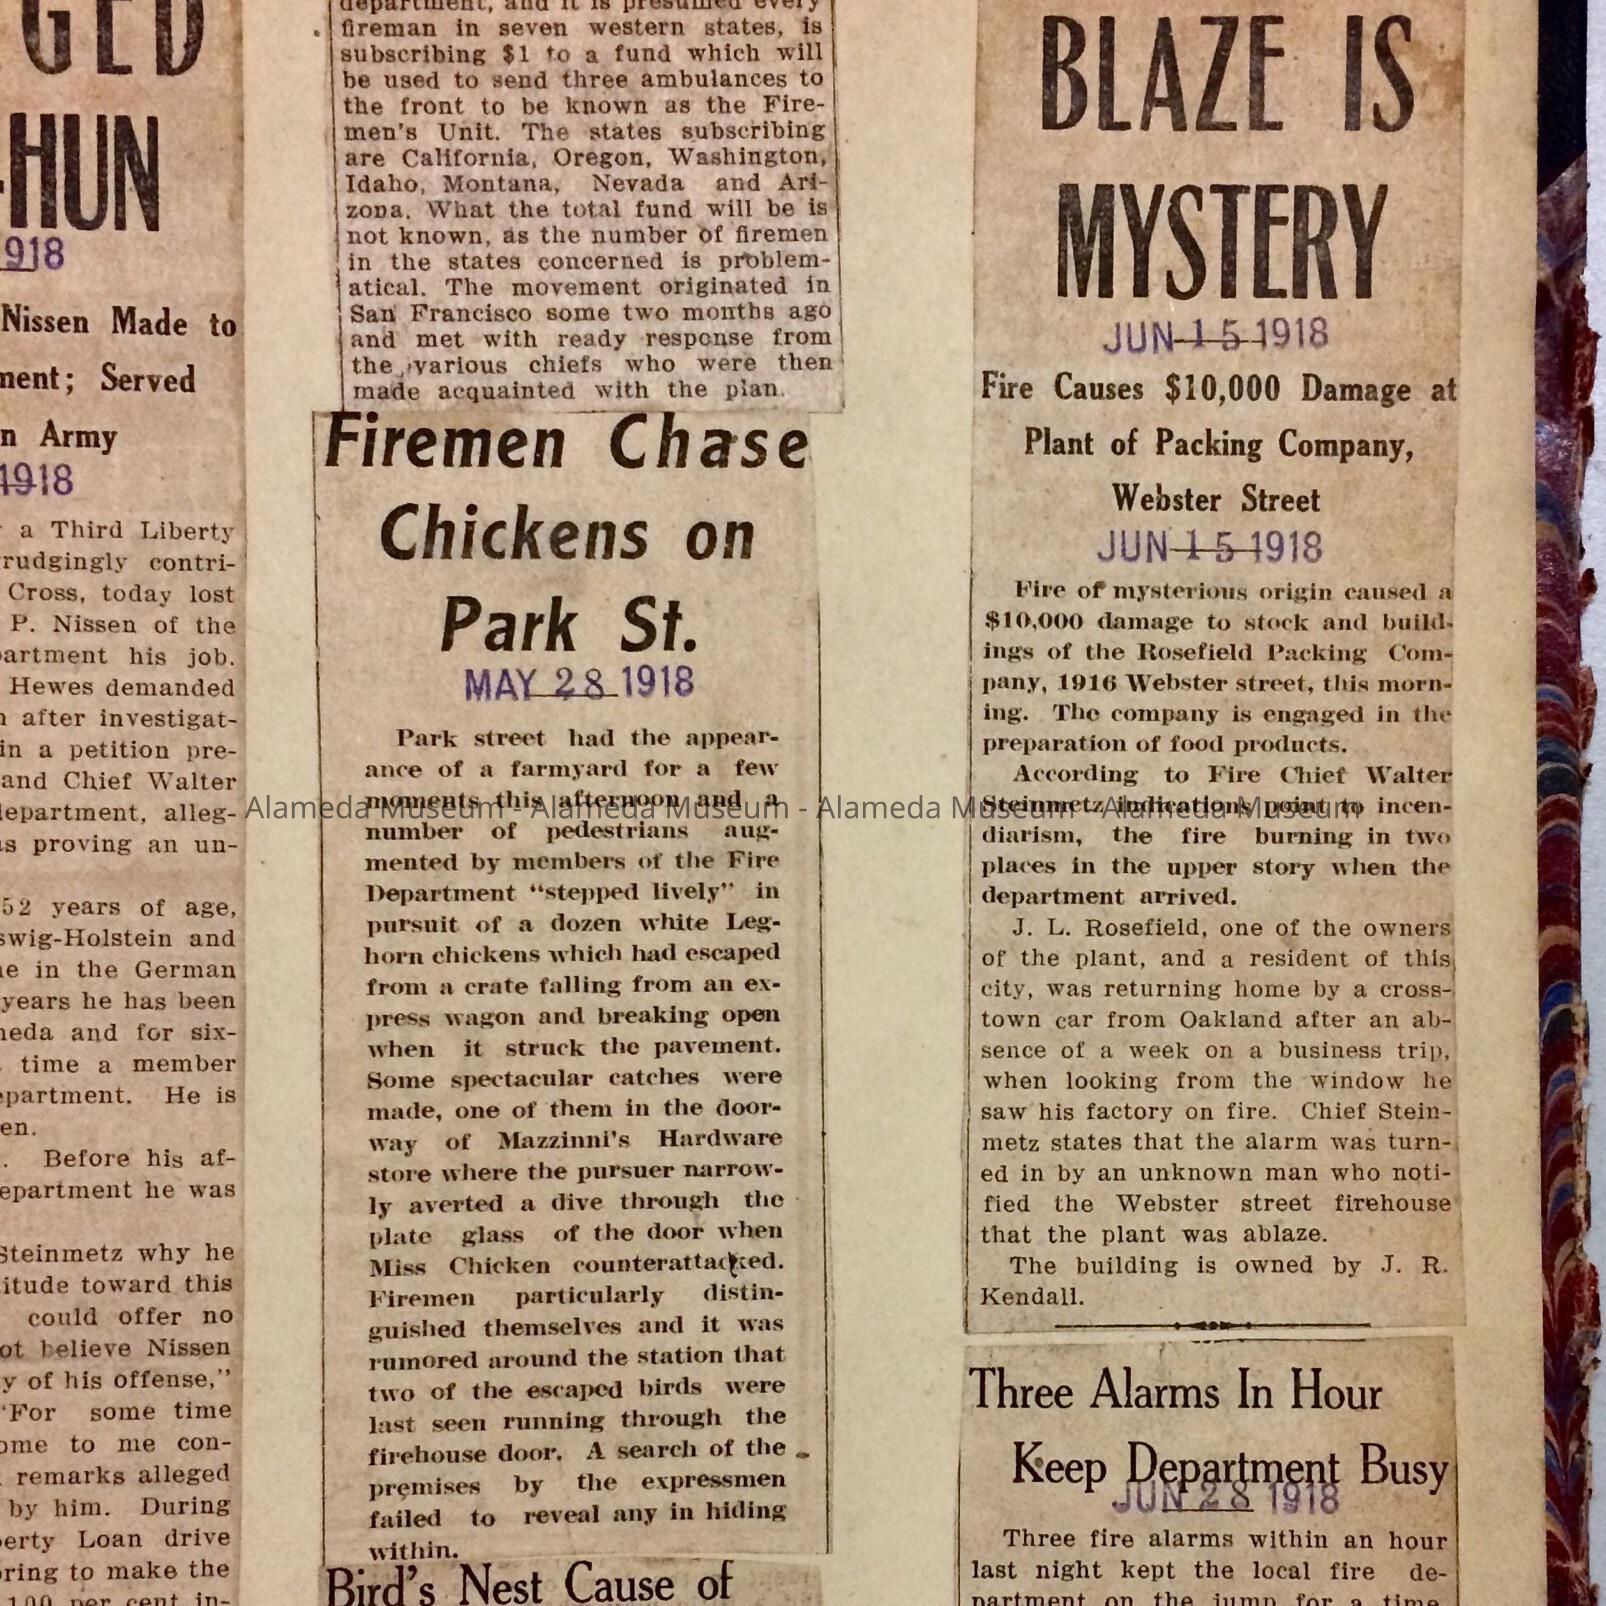 GED
-HUN
1918
Nissen Made to
ment; Served
n Army
1918
a Third Liberty
rudgingly contri-
Cross, today lost
P. Nissen of the
partment his job.
Hewes demanded
after investigat-
in a petition pre-
and Chief Walter
department, alleg-
s proving an un-
52 years of age,
swig-Holstein and
e in the German
years he has been
meda and for six-
time a member
epartment. He is
en.
. Before his af-
epartment he was
Steinmetz why he
itude toward this
could offer no
ot believe Nissen
y of his offense,"
"For some time
ome to me con-
remarks alleged
by him. During
erty Loan drive
oring to make the
100 per cent in-
department, and it is presumed every
fireman in seven western states, is
subscribing $1 to a fund which will
be used to send three ambulances to
the front to be known as the Fire-
men's Unit. The states subscribing
are California, Oregon, Washington,
Idaho, Montana, Nevada and Ari-
zona. What the total fund will be is
not known, as the number of firemen
in the states concerned is problem-
atical. The movement originated in
San Francisco some two months ago
and met with ready response from
the various chiefs who were then
made acquainted with the plan.
Firemen Chase
Chickens on
Park St.
MAY 28 1918
Park street had the appear-
ance of a farmyard for a few
moments this afternoon and a
number of pedestrians aug-
mented by members of the Fire
Department "stepped lively" in
pursuit of a dozen white Leg-
horn chickens which had escaped
from a crate falling from an ex-
press wagon and breaking open
when it struck the pavement.
Some spectacular catches were
made, one of them in the door-
way of Mazzinni's Hardware
store where the pursuer narrow-
ly averted a dive through the
plate glass of the door when
Miss Chicken counterattacked.
Firemen particularly distin-
guished themselves and it was
rumored around the station that
two of the escaped birds were
last seen running through the
firehouse door. A search of the
premises by the expressmen
failed to reveal any in hiding
within.
Bird's Nest Cause of
BLAZE IS
MYSTERY
JUN 15 1918
Fire Causes $10,000 Damage at
Plant of Packing Company,
Webster Street
JUN 15 1918
Fire of mysterious origin caused a
$10,000 damage to stock and build-
ings of the Rosefield Packing Com-
pany, 1916 Webster street, this morn-
ing. The company is engaged in the
preparation of food products.
According to Fire Chief Walter
Steinmetz indications point to incen-
diarism, the fire burning in two
places in the upper story when the
department arrived.
J. L. Rosefield, one of the owners
of the plant, and a resident of this
city, was returning home by a cross-
town car from Oakland after an ab-
sence of a week on a business trip,
when looking from the window he
saw his factory on fire. Chief Stein-
metz states that the alarm was turn-
ed in by an unknown man who noti-
fied the Webster street firehouse
that the plant was ablaze.
The building is owned by J. R.
Kendall.
Three Alarms In Hour
Keep Department Busy
JUN 28 1918
Three fire alarms within an hour
last night kept the local fire de-
partment on the jump for a time.
Alameda Museum - Alameda Museum - Alameda Museum - Alameda Museum